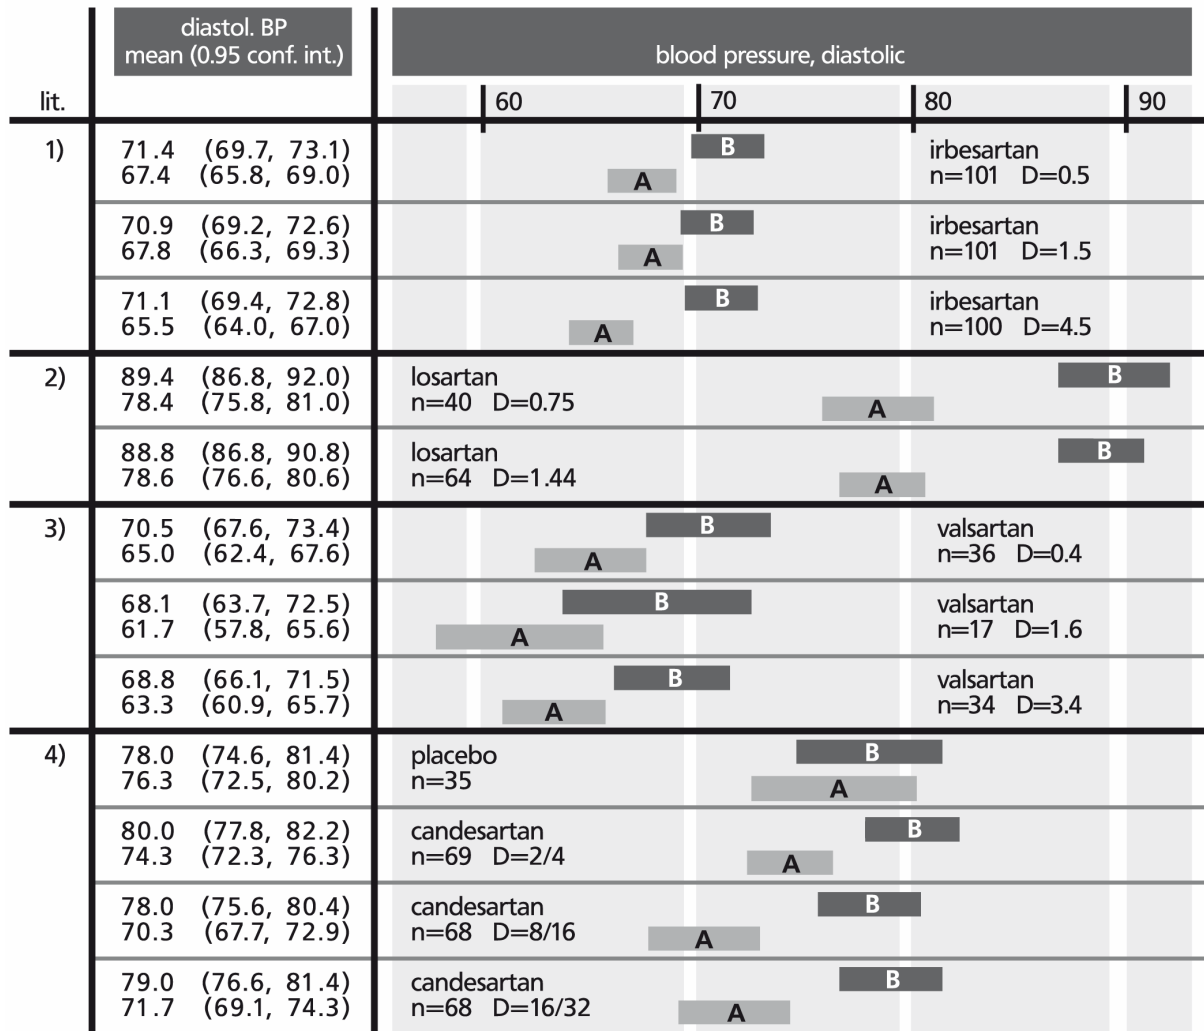 diastol. BP
mean (0.95 conf. int.)
blood pressure, diastolic
lit.
60 70 80 90
1)
71.4 (69.7, 73.1)
67.4 (65.8, 69.0)
B
A
irbesartan
n=101 D=0.5
70.9 (69.2, 72.6)
67.8 (66.3, 69.3)
B
A
irbesartan
n=101 D=1.5
71.1 (69.4, 72.8)
65.5 (64.0, 67.0)
B
A
irbesartan
n=100 D=4.5
2)
89.4 (86.8, 92.0)
78.4 (75.8, 81.0)
losartan
n=40 D=0.75
B
A
88.8 (86.8, 90.8)
78.6 (76.6, 80.6)
losartan
n=64 D=1.44
B
A
3)
70.5 (67.6, 73.4)
65.0 (62.4, 67.6)
B
A
valsartan
n=36 D=0.4
68.1 (63.7, 72.5)
61.7 (57.8, 65.6)
B
A
valsartan
n=17 D=1.6
68.8 (66.1, 71.5)
63.3 (60.9, 65.7)
B
A
valsartan
n=34 D=3.4
4)
78.0 (74.6, 81.4)
76.3 (72.5, 80.2)
placebo
n=35
B
A
80.0 (77.8, 82.2)
74.3 (72.3, 76.3)
candesartan
n=69 D=2/4
B
A
78.0 (75.6, 80.4)
70.3 (67.7, 72.9)
candesartan
n=68 D=8/16
B
A
79.0 (76.6, 81.4)
71.7 (69.1, 74.3)
candesartan
n=68 D=16/32
B
A